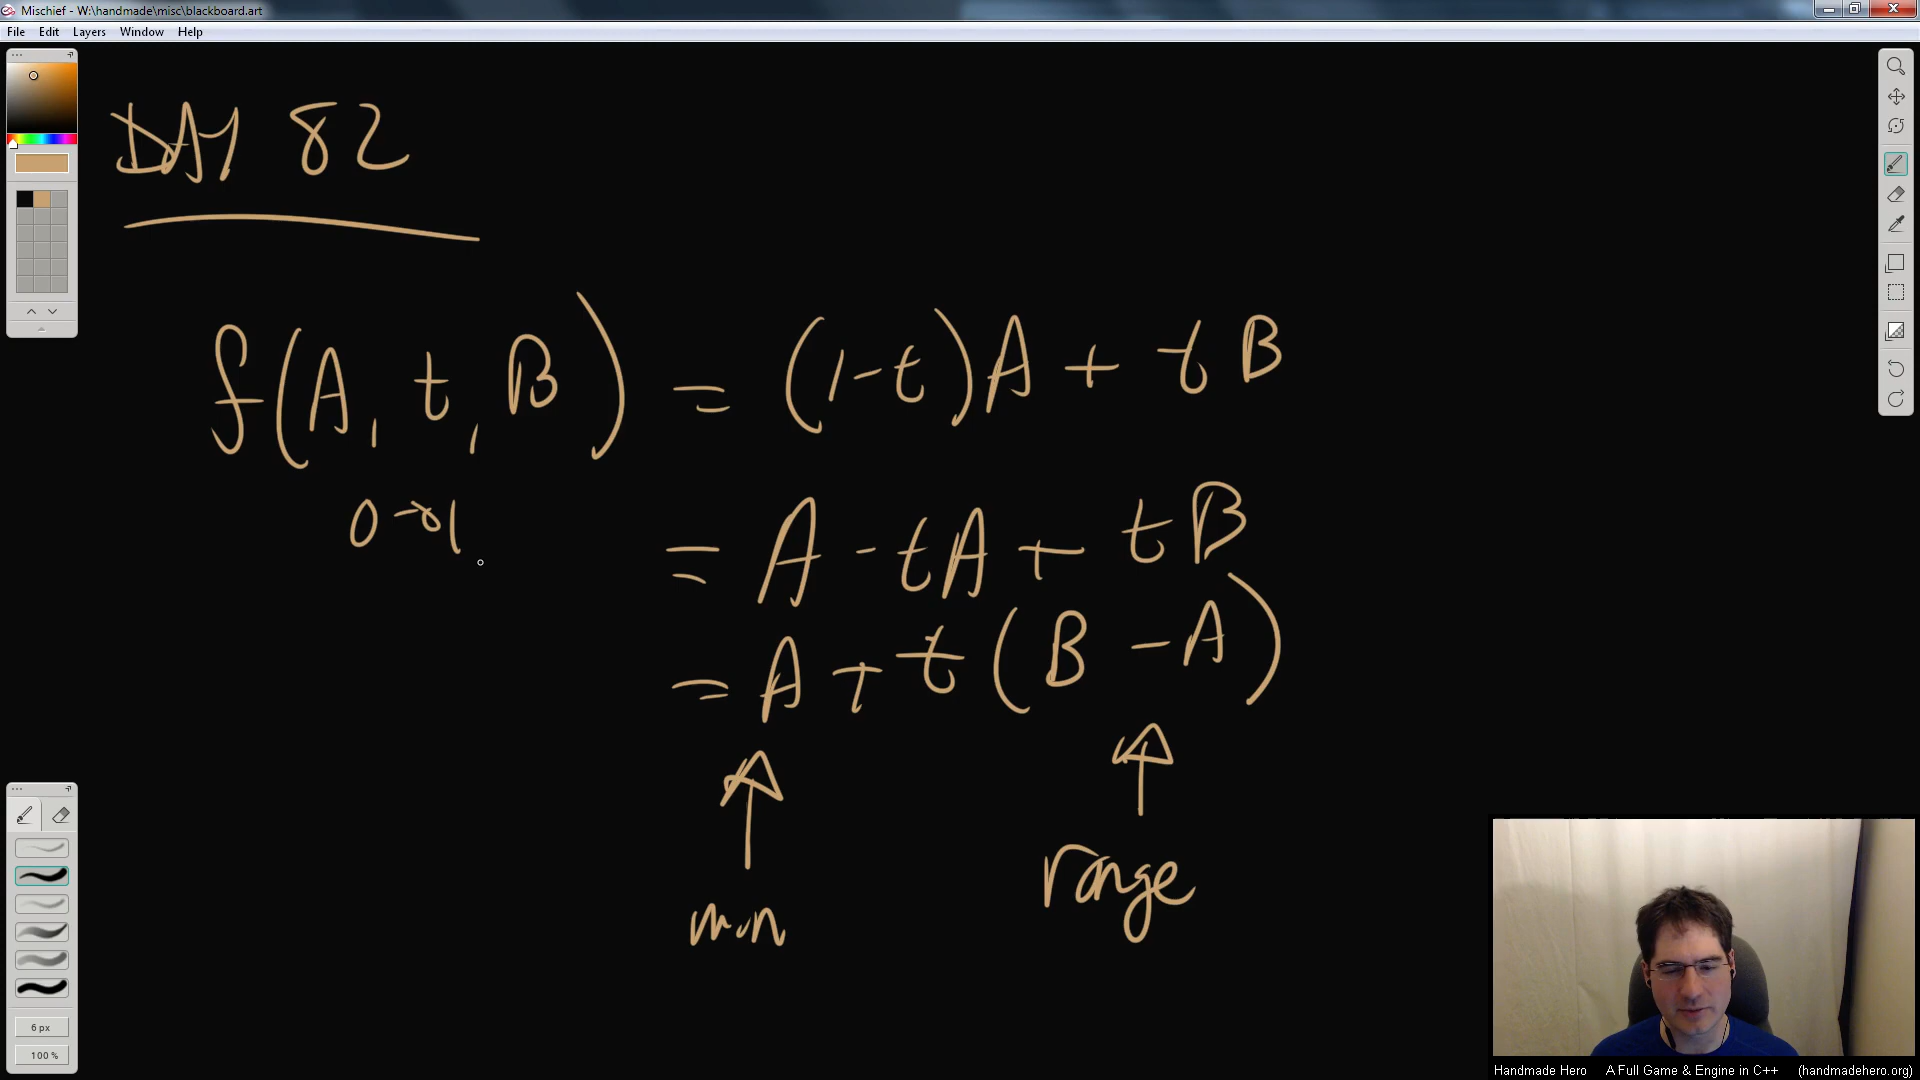 Mischief - W:\handmade\misc\blackboard.art
File Edit Layers Window Help
DAY 82
f(A, t, B) = (1-t)A + tB
0→1
= A - tA + tB
= A + t(B - A)
min
range
6 px
100 %
Handmade Hero A Full Game & Engine in C++ (handmadehero.org)